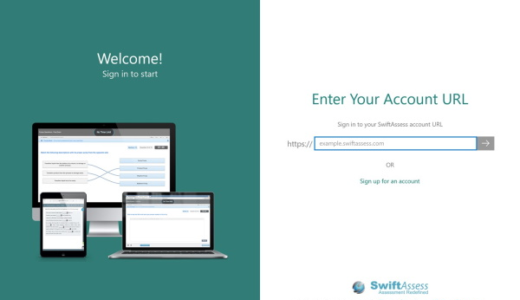 Welcome!
Sign in to start
Enter Your Account URL
Sign in to your SwiftAssess account URL
https://
example.swiftassess.com
OR
Sign up for an account
SwiftAssess
Assessment Redefined